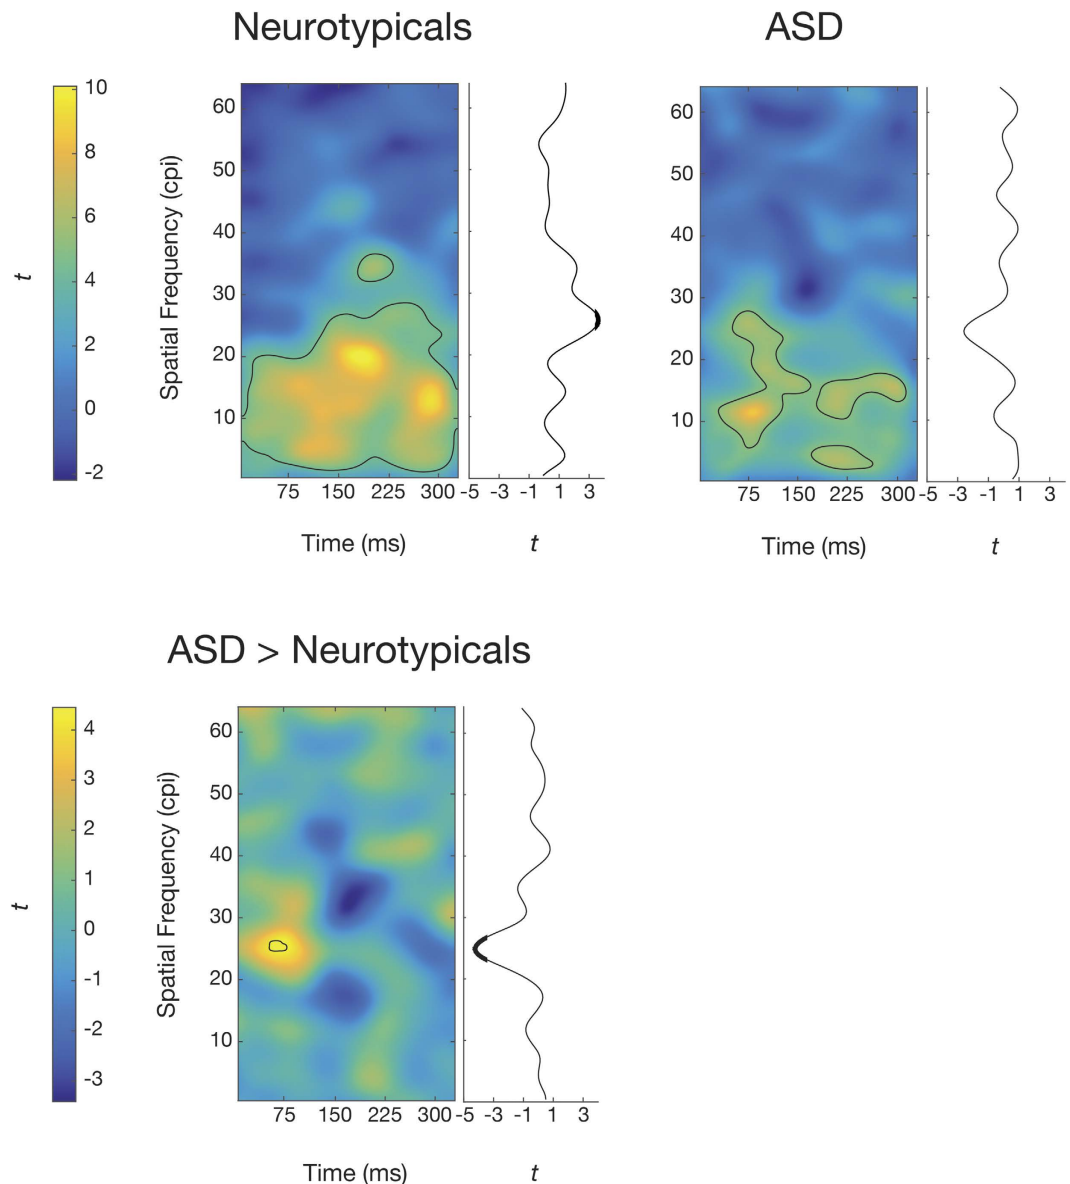 Neurotypicals
ASD
t
10
8
6
4
2
0
-2
Spatial Frequency (cpi)
60
50
40
30
20
10
75 150 225 300
-5 -3 -1 1 3
Time (ms)
t
60
50
40
30
20
10
75 150 225 300
-5 -3 -1 1 3
Time (ms)
t
ASD > Neurotypicals
t
4
3
2
1
0
-1
-2
-3
Spatial Frequency (cpi)
60
50
40
30
20
10
75 150 225 300
-5 -3 -1 1 3
Time (ms)
t